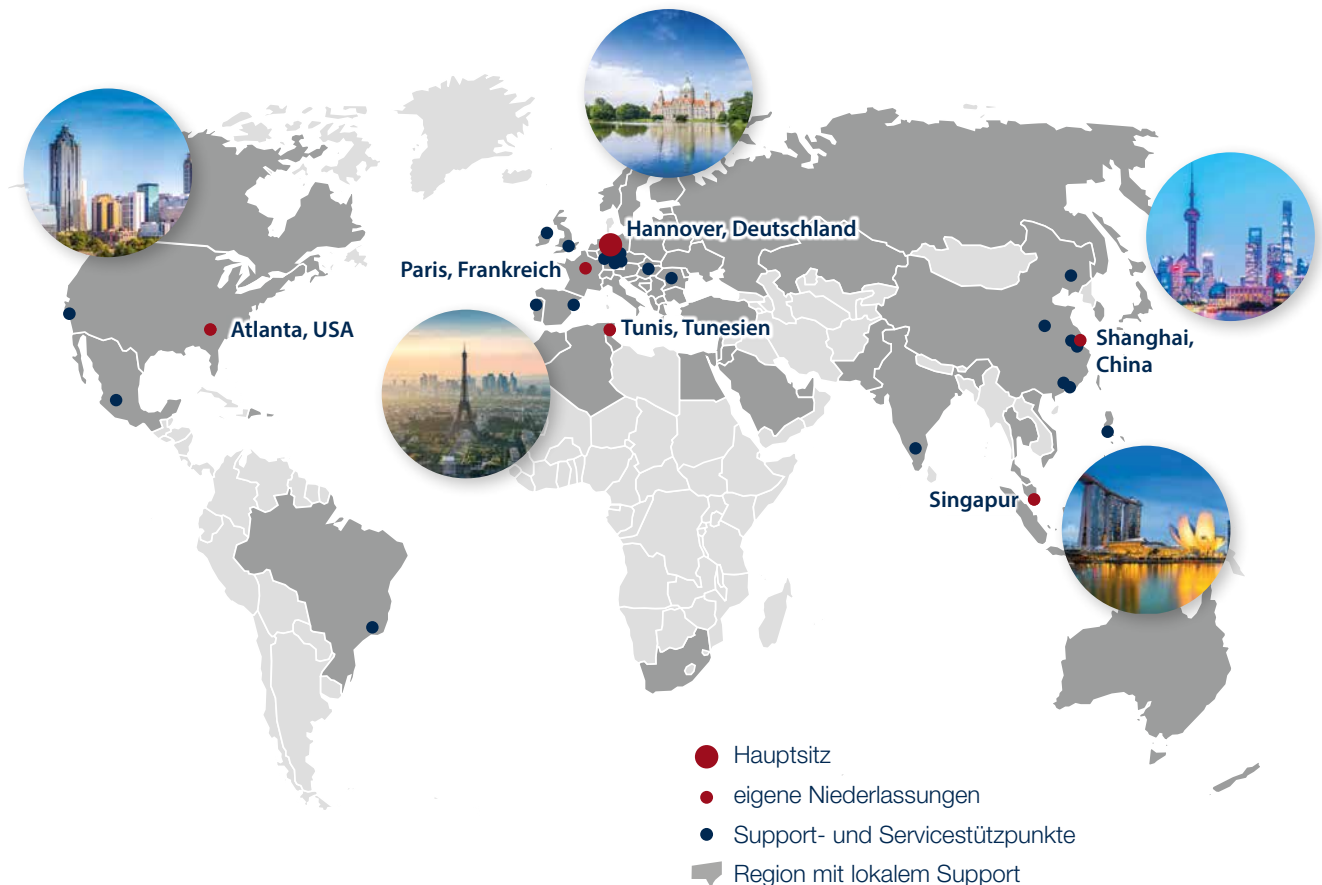 Hannover, Deutschland
Paris, Frankreich
Atlanta, USA
Tunis, Tunesien
Shanghai,
China
Singapur
Hauptsitz
eigene Niederlassungen
Support- und Servicestützpunkte
Region mit lokalem Support